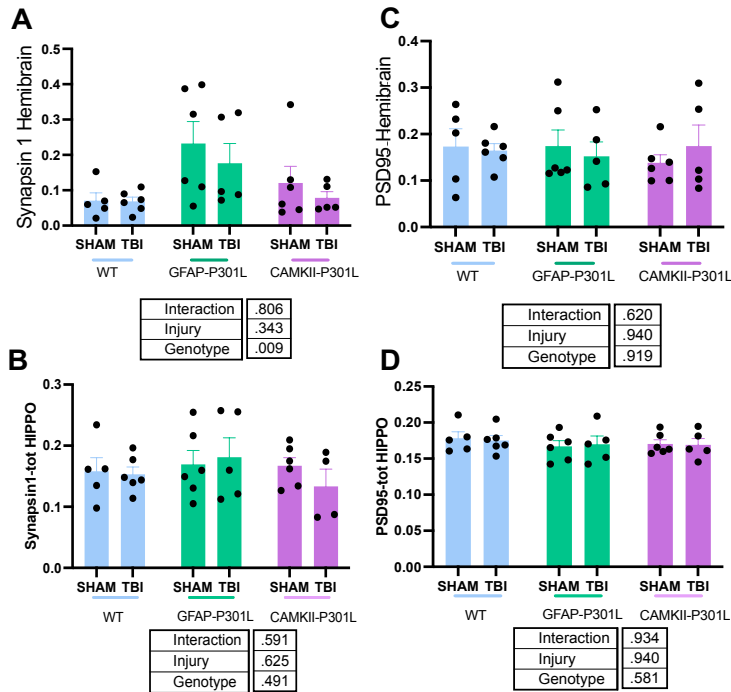 A
Synapsin 1 Hemibrain
0.5
0.4
0.3
0.2
0.1
0.0
SHAM TBI SHAM TBI SHAM TBI
WT GFAP-P301L CAMKII-P301L
Interaction .806
Injury .343
Genotype .009
C
PSD95-Hemibrain
0.4
0.3
0.2
0.1
0.0
SHAM TBI SHAM TBI SHAM TBI
WT GFAP-P301L CAMKII-P301L
Interaction .620
Injury .940
Genotype .919
B
Synapsin1-tot HIPPO
0.3
0.2
0.1
0.0
SHAM TBI SHAM TBI SHAM TBI
WT GFAP-P301L CAMKII-P301L
Interaction .591
Injury .625
Genotype .491
D
PSD95-tot HIPPO
0.25
0.20
0.15
0.10
0.05
0.00
SHAM TBI SHAM TBI SHAM TBI
WT GFAP-P301L CAMKII-P301L
Interaction .934
Injury .940
Genotype .581